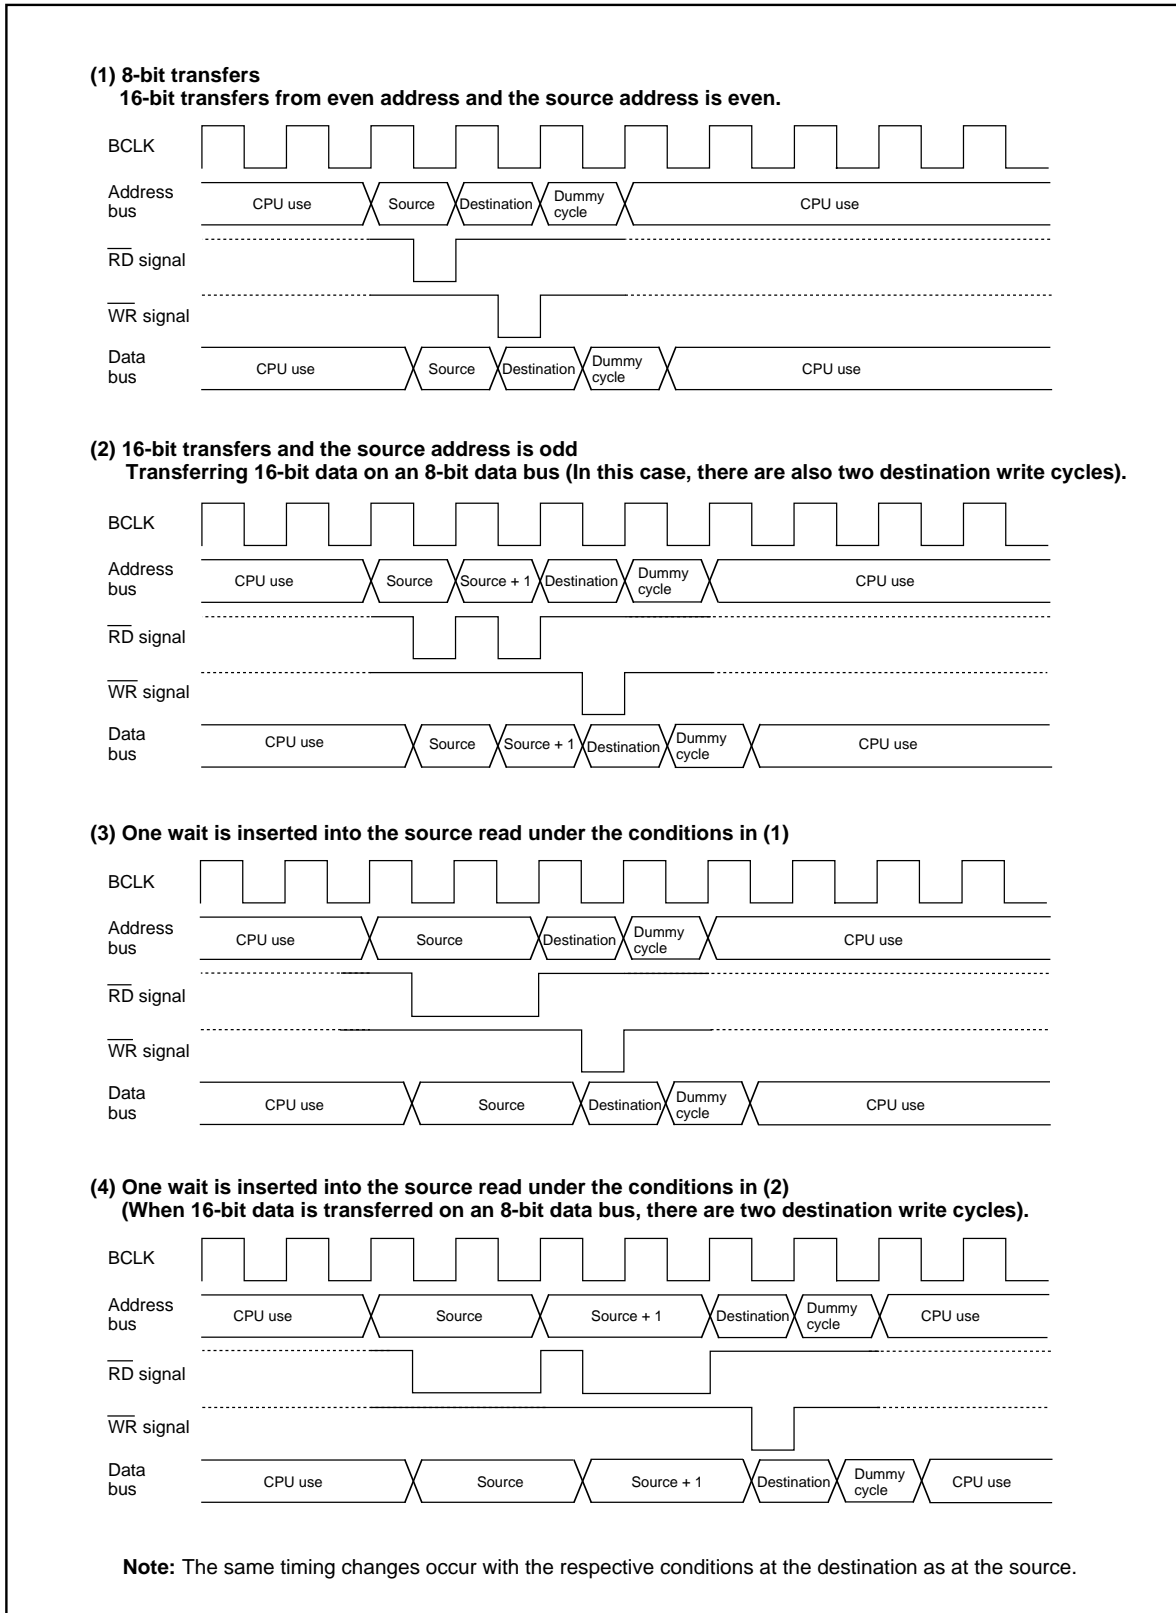 (1) 8-bit transfers
16-bit transfers from even address and the source address is even.
BCLK
Address
bus
CPU use
Source
Destination
Dummy
cycle
CPU use
RD signal
WR signal
Data
bus
CPU use
Source
Destination
Dummy
cycle
CPU use
(2) 16-bit transfers and the source address is odd
Transferring 16-bit data on an 8-bit data bus (In this case, there are also two destination write cycles).
BCLK
Address
bus
CPU use
Source
Source + 1
Destination
Dummy
cycle
CPU use
RD signal
WR signal
Data
bus
CPU use
Source
Source + 1
Destination
Dummy
cycle
CPU use
(3) One wait is inserted into the source read under the conditions in (1)
BCLK
Address
bus
CPU use
Source
Destination
Dummy
cycle
CPU use
RD signal
WR signal
Data
bus
CPU use
Source
Destination
Dummy
cycle
CPU use
(4) One wait is inserted into the source read under the conditions in (2)
(When 16-bit data is transferred on an 8-bit data bus, there are two destination write cycles).
BCLK
Address
bus
CPU use
Source
Source + 1
Destination
Dummy
cycle
CPU use
RD signal
WR signal
Data
bus
CPU use
Source
Source + 1
Destination
Dummy
cycle
CPU use
Note: The same timing changes occur with the respective conditions at the destination as at the source.